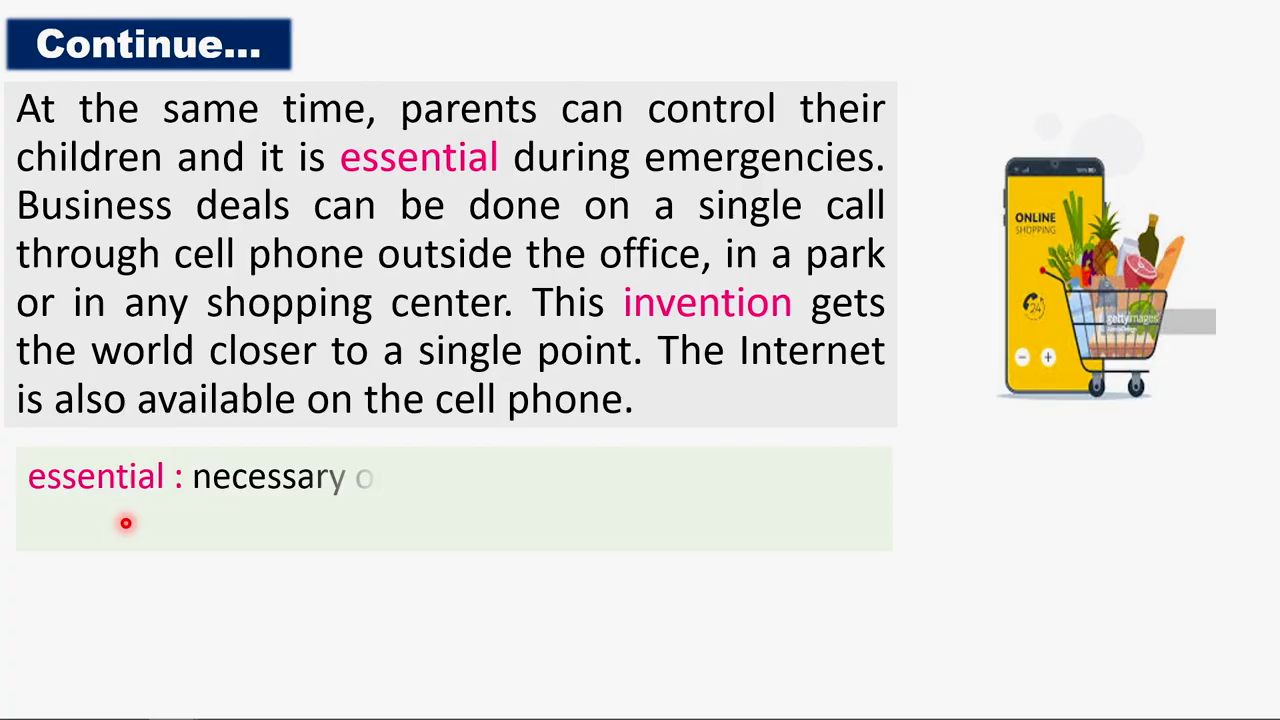 Continue...
At the same time, parents can control their
children and it is essential during emergencies.
Business deals can be done on a single call
through cell phone outside the office, in a park
or in any shopping center. This invention gets
the world closer to a single point. The Internet
is also available on the cell phone.
ONLINE
SHOPPING
24
gettyimages
essential : necessary o